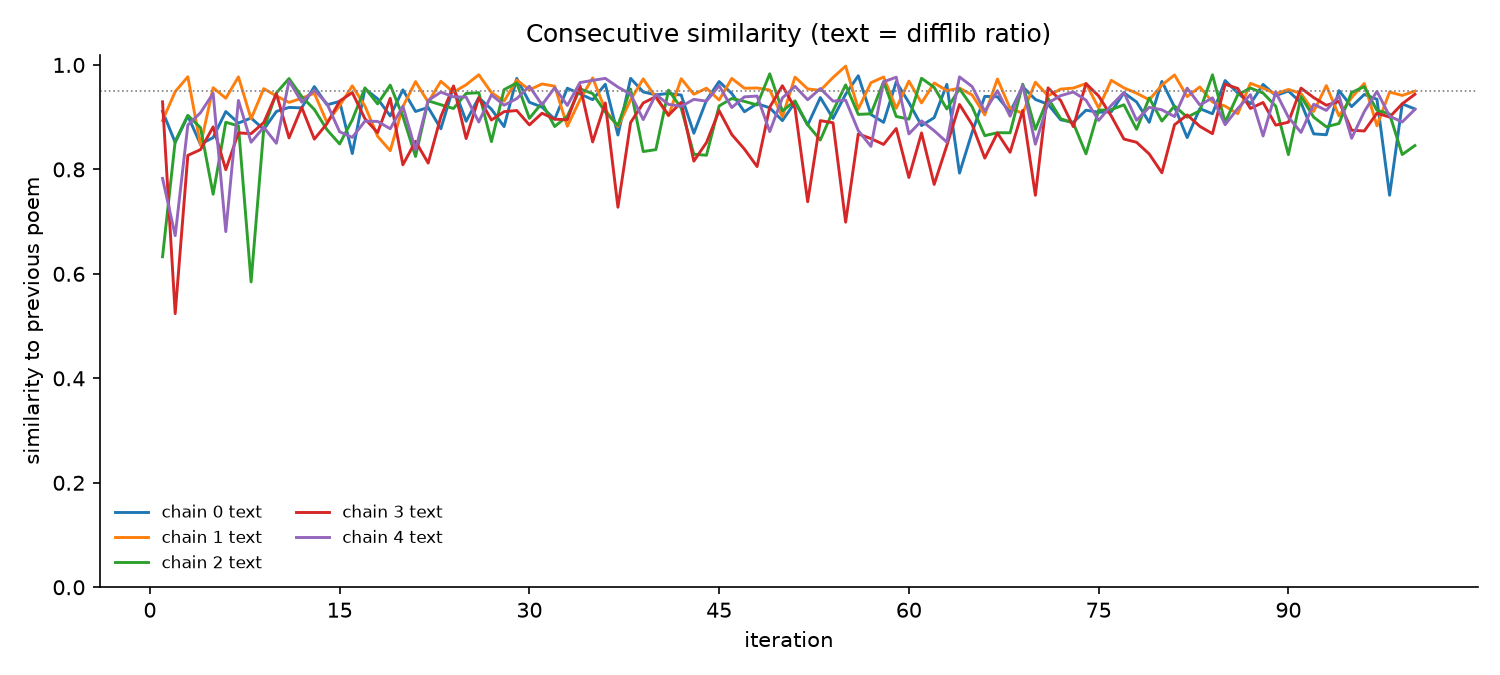 Consecutive similarity (text = difflib ratio)
similarity to previous poem
1.0
0.8
0.6
0.4
0.2
0.0
chain 0 text
chain 1 text
chain 2 text
chain 3 text
chain 4 text
0 15 30 45 60 75 90
iteration